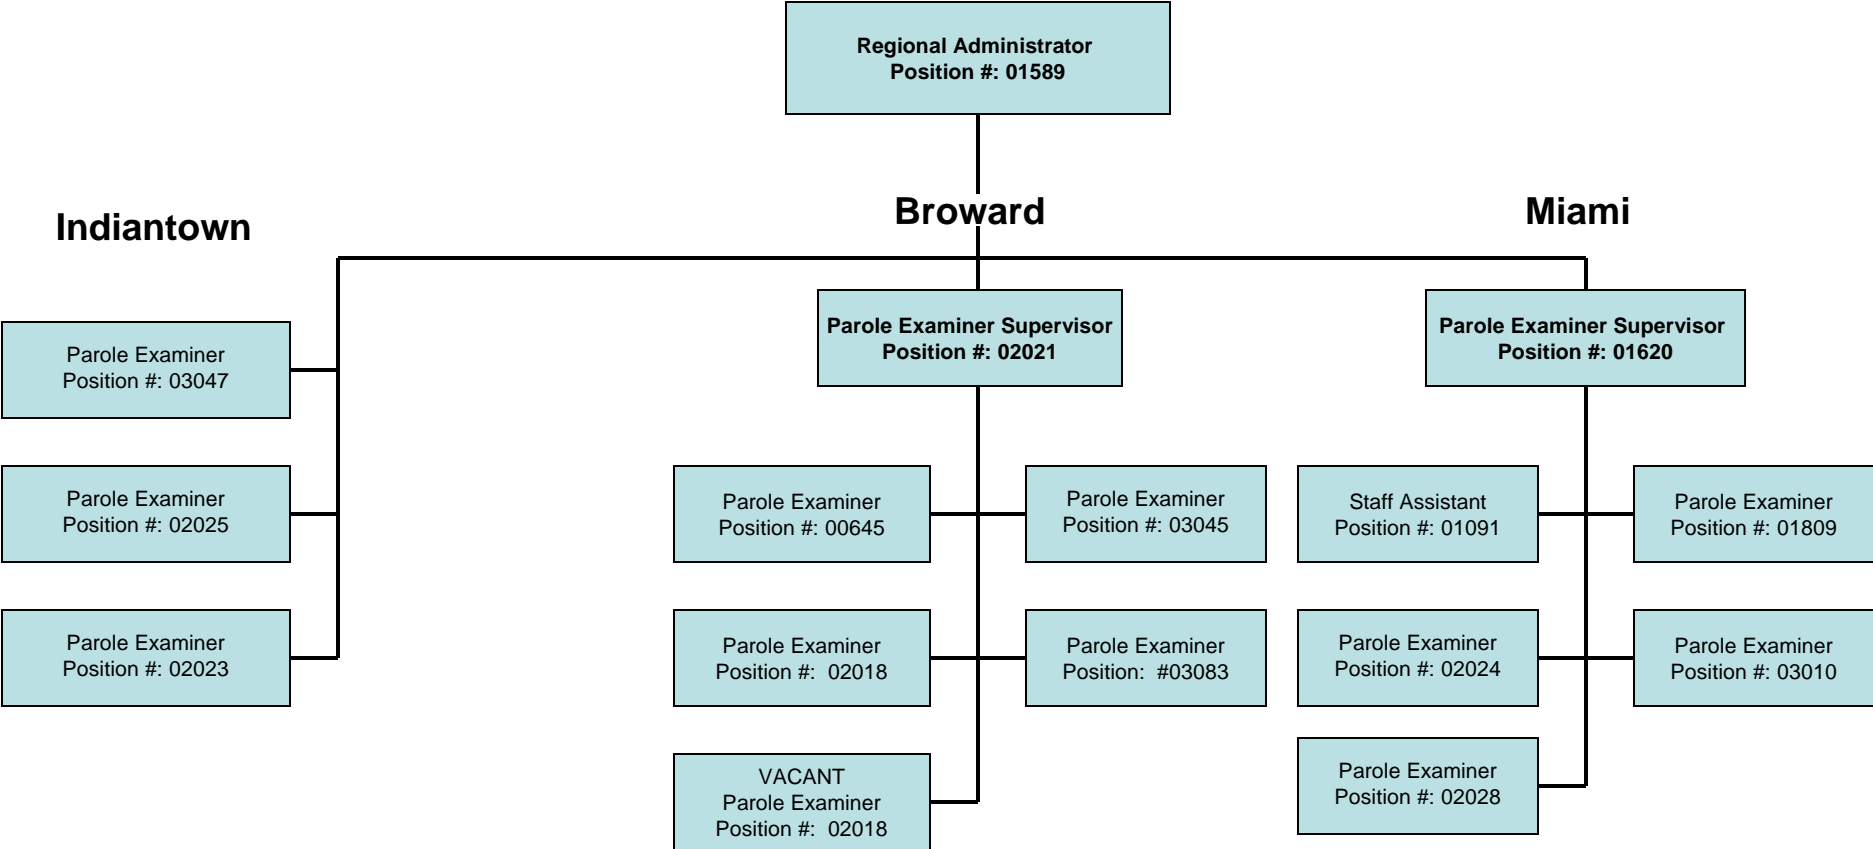 Regional Administrator
Position #: 01589
Indiantown
Broward
Miami
Parole Examiner
Position #: 03047
Parole Examiner
Position #: 02025
Parole Examiner
Position #: 02023
Parole Examiner Supervisor
Position #: 02021
Parole Examiner
Position #: 00645
Parole Examiner
Position #: 03045
Parole Examiner
Position #:  02018
Parole Examiner
Position:  #03083
VACANT
Parole Examiner
Position #:  02018
Parole Examiner Supervisor
Position #: 01620
Staff Assistant
Position #: 01091
Parole Examiner
Position #: 01809
Parole Examiner
Position #: 02024
Parole Examiner
Position #: 03010
Parole Examiner
Position #: 02028